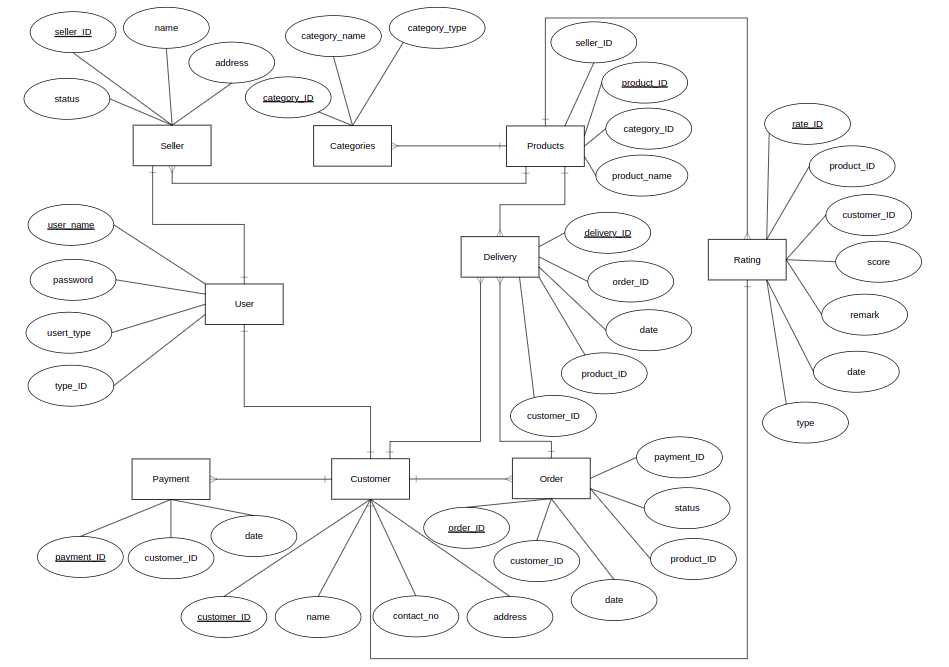 seller_ID
name
category_name
category_type
seller_ID
address
product_ID
status
category_ID
category_ID
rate_ID
Seller
Categories
Products
product_name
product_ID
customer_ID
user_name
delivery_ID
Delivery
Rating
score
password
order_ID
User
remark
usert_type
date
type_ID
product_ID
date
customer_ID
type
payment_ID
Payment
Customer
Order
status
order_ID
date
payment_ID
customer_ID
customer_ID
product_ID
date
customer_ID
name
contact_no
address